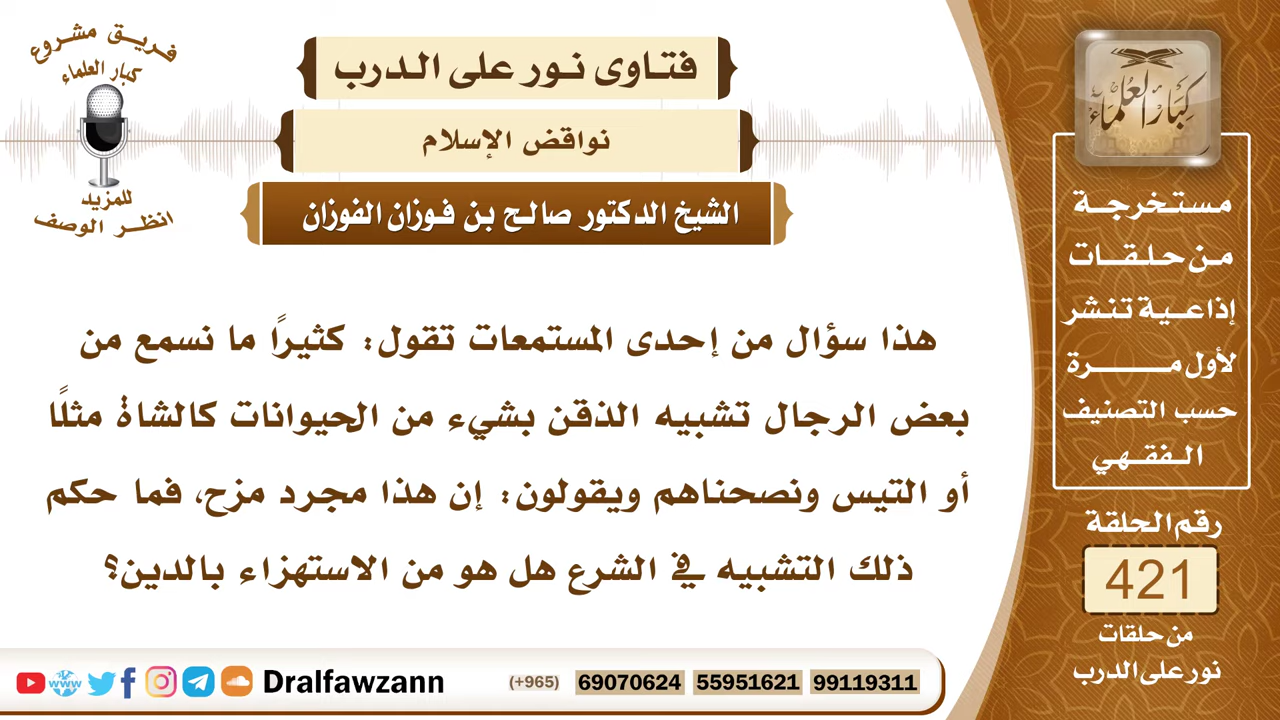 فريق مشروع
كبار العلماء
للمزيد
انظر الوصف
فتاوى نور على الدرب
نواقض الإسلام
الشيخ الدكتور صالح بن فوزان الفوزان
هذا سؤال من إحدى المستمعات تقول: كثيرًا ما نسمع من
بعض الرجال تشبيه الذقن بشيء من الحيوانات كالشاة مثلًا
أو التيس ونصحناهم ويقولون: إن هذا مجرد مزح، فما حكم
ذلك التشبيه في الشرع هل هو من الاستهزاء بالدين؟
كبار العلماء
مستخرجة
من حلقات
إذاعية تنشر
لأول مرة
حسب التصنيف
الفقهي
رقم الحلقة
421
من حلقات
نور على الدرب
www
Dralfawzann
(+965) 69070624 55951621 99119311